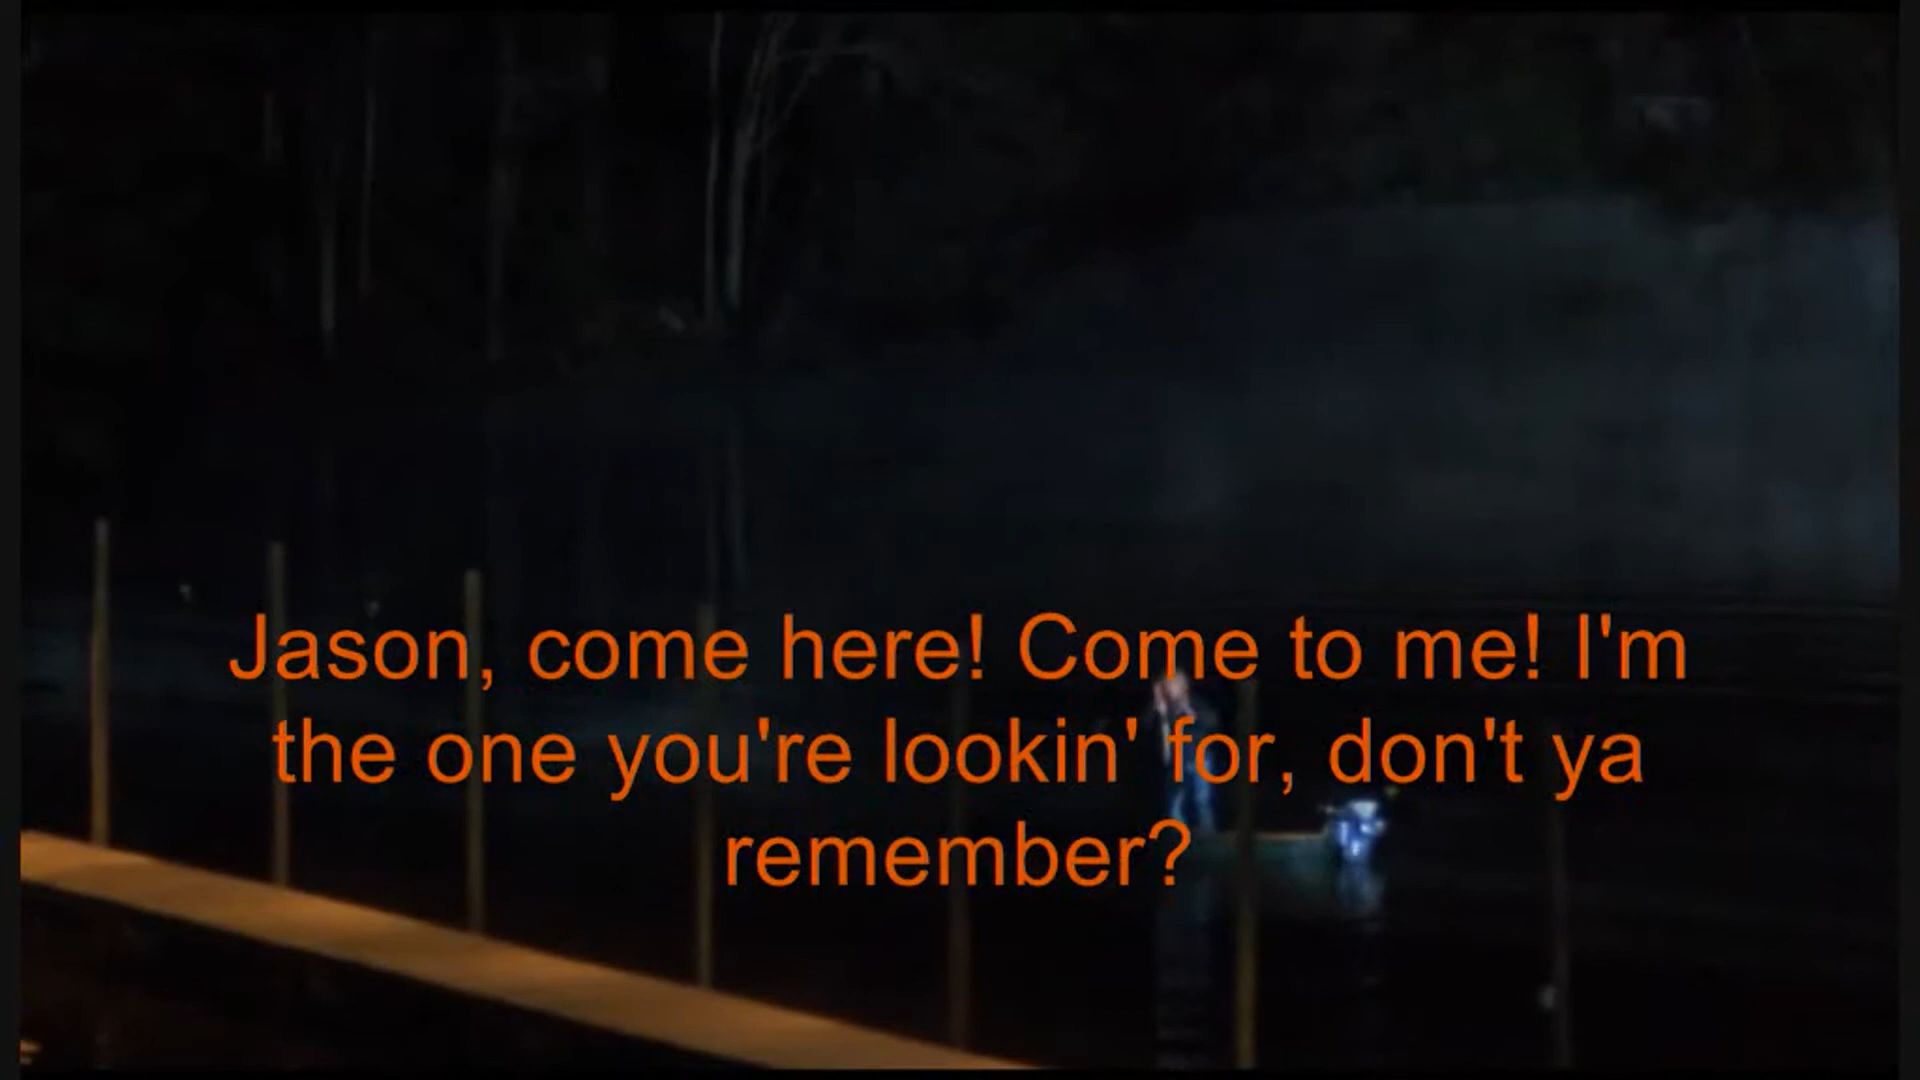 Jason, come here! Come to me! I'm
the one you're lookin' for, don't ya
remember?